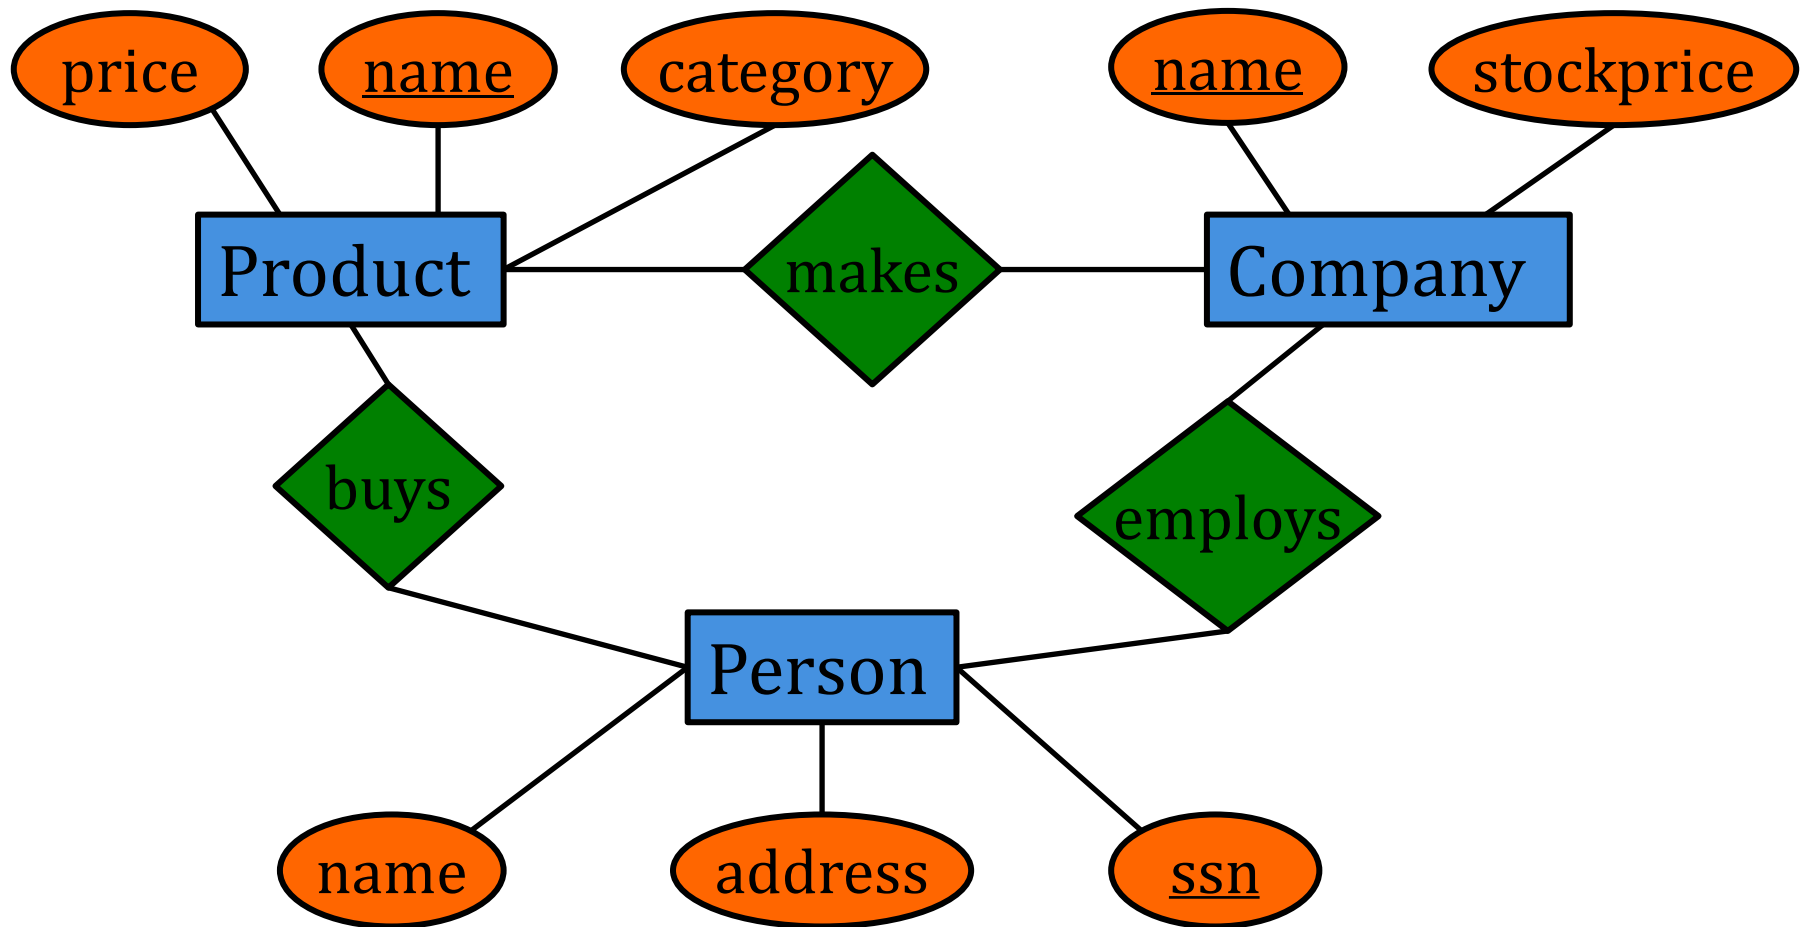 price
name
category
name
stockprice
Product
makes
Company
buys
employs
Person
name
address
ssn